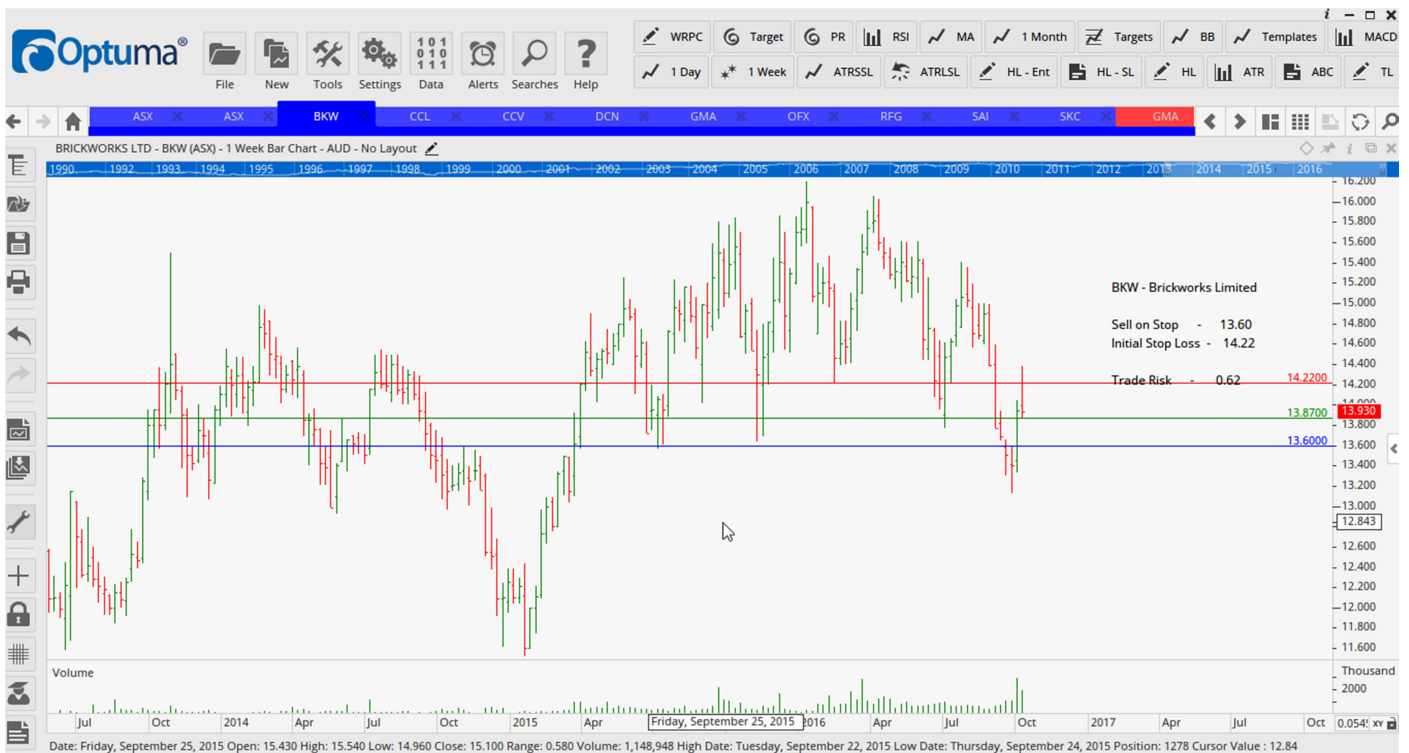 i
Optuma®
File New Tools Settings Data Alerts Searches Help
WRPC Target PR RSI MA 1 Month Targets BB Templates MACD
1 Day 1 Week ATRSSL ATRLSL HL - Ent HL - SL HL ATR ABC TL
ASX ASX BKW CCL CCV DCN GMA OFX RFG SAI SKC GMA
BRICKWORKS LTD - BKW (ASX) - 1 Week Bar Chart - AUD - No Layout
1990 1992 1993 1994 1995 1996 1997 1998 1999 2000 2001 2002 2003 2004 2005 2006 2007 2008 2009 2010 2011 2012 2013 2014 2015 2016
16.200
16.000
15.800
15.600
15.400
15.200
BKW - Brickworks Limited
15.000
14.800
Sell on Stop - 13.60
14.600
Initial Stop Loss - 14.22
14.400
Trade Risk - 0.62
14.2200
14.200
14.000
13.8700
13.930
13.800
13.6000
13.600
13.400
13.200
13.000
12.843
12.600
12.400
12.200
12.000
11.800
11.600
Volume
Thousand
2000
Jul Oct 2014 Apr Jul Oct 2015 Apr Friday, September 25, 2015 2016 Apr Jul Oct 2017 Apr Jul Oct XY
Date: Friday, September 25, 2015 Open: 15.430 High: 15.540 Low: 14.960 Close: 15.100 Range: 0.580 Volume: 1,148,948 High Date: Tuesday, September 22, 2015 Low Date: Thursday, September 24, 2015 Position: 1278 Cursor Value : 12.84